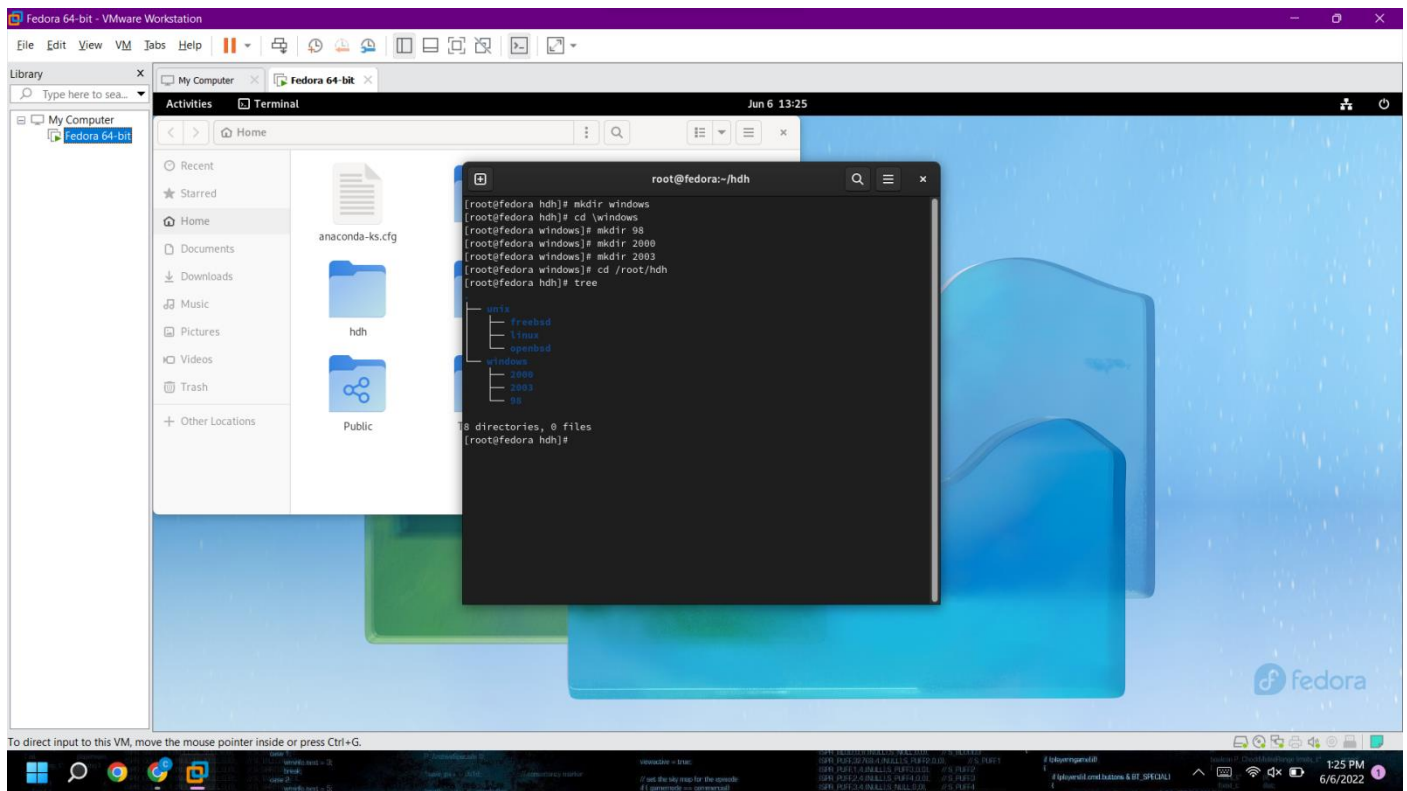 Fedora 64-bit - VMware Workstation
File Edit View VM Tabs Help
Library x
Type here to sea...
My Computer
Fedora 64-bit
My Computer
Fedora 64-bit
Activities Terminal Jun 6 13:25
Home
Recent
Starred
Home
Documents
Downloads
Music
Pictures
Videos
Trash
+ Other Locations
anaconda-ks.cfg
hdh
Public
root@fedora:~/hdh
[root@fedora hdh]# mkdir windows
[root@fedora hdh]# cd \windows
[root@fedora windows]# mkdir 98
[root@fedora windows]# mkdir 2000
[root@fedora windows]# mkdir 2003
[root@fedora windows]# cd /root/hdh
[root@fedora hdh]# tree
.
├── unix
│   ├── freebsd
│   ├── linux
│   └── openbsd
└── windows
    ├── 2000
    ├── 2003
    └── 98
8 directories, 0 files
[root@fedora hdh]#
fedora
To direct input to this VM, move the mouse pointer inside or press Ctrl+G.
1:25 PM
6/6/2022
1